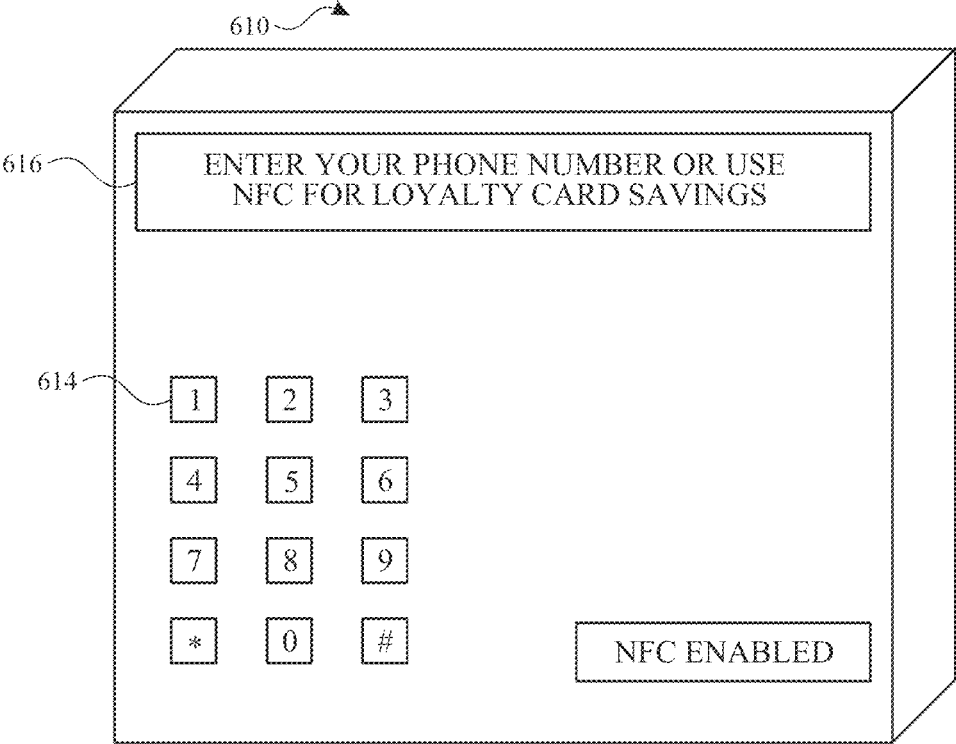 610
616
ENTER YOUR PHONE NUMBER OR USE
NFC FOR LOYALTY CARD SAVINGS
614
1 2 3
4 5 6
7 8 9
* 0 #
NFC ENABLED